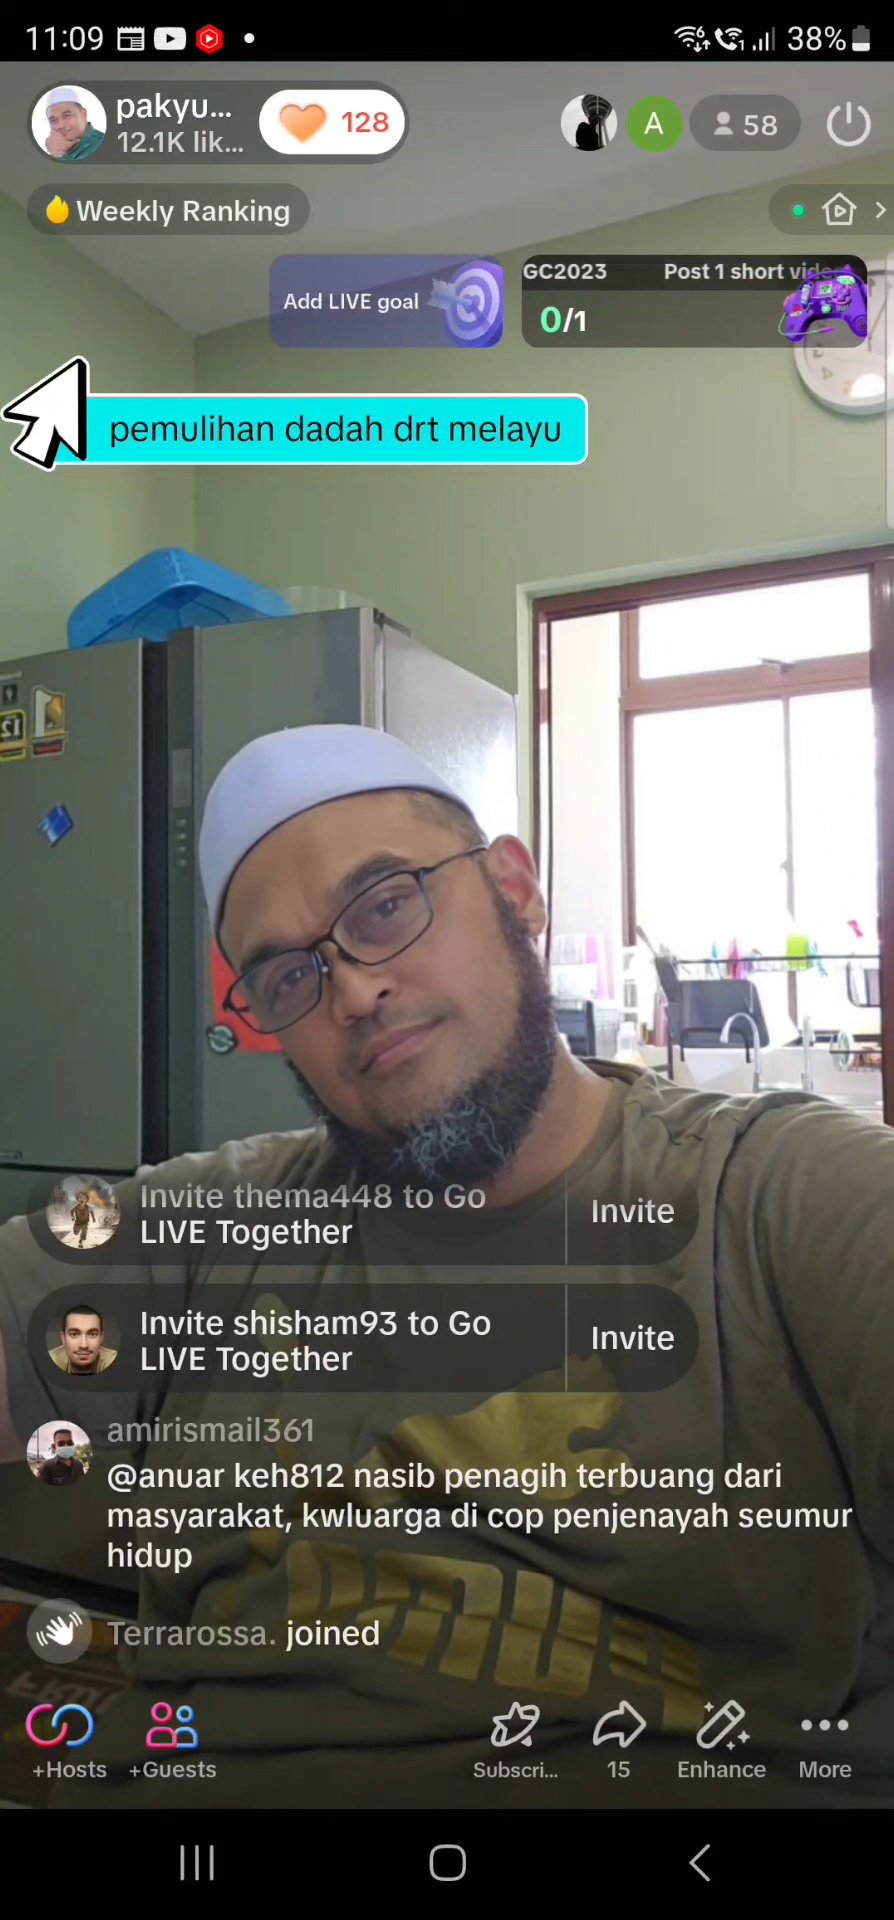 11:09
38%
pakyu...
12.1K lik...
128
A
58
Weekly Ranking
Add LIVE goal
GC2023 Post 1 short vide
0/1
pemulihan dadah drt melayu
Invite thema448 to Go
LIVE Together
Invite
Invite shisham93 to Go
LIVE Together
Invite
amirismail361
@anuar keh812 nasib penagih terbuang dari
masyarakat, kwluarga di cop penjenayah seumur
hidup
Terrarossa. joined
+Hosts
+Guests
Subscri...
15
Enhance
More